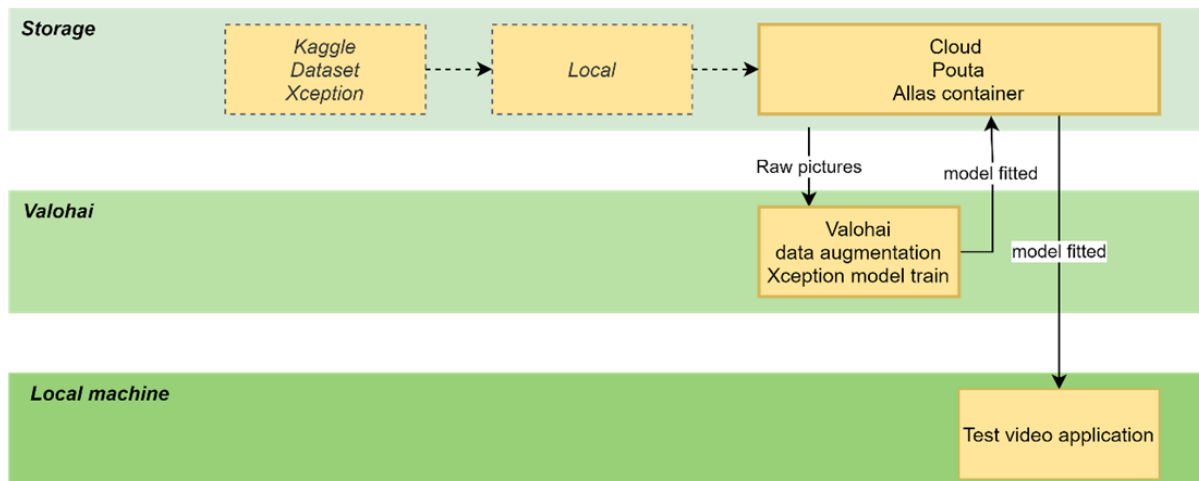 Storage
Kaggle
Dataset
Xception
Local
Cloud
Pouta
Allas container
Raw pictures
model fitted
Valohai
Valohai
data augmentation
Xception model train
model fitted
Local machine
Test video application